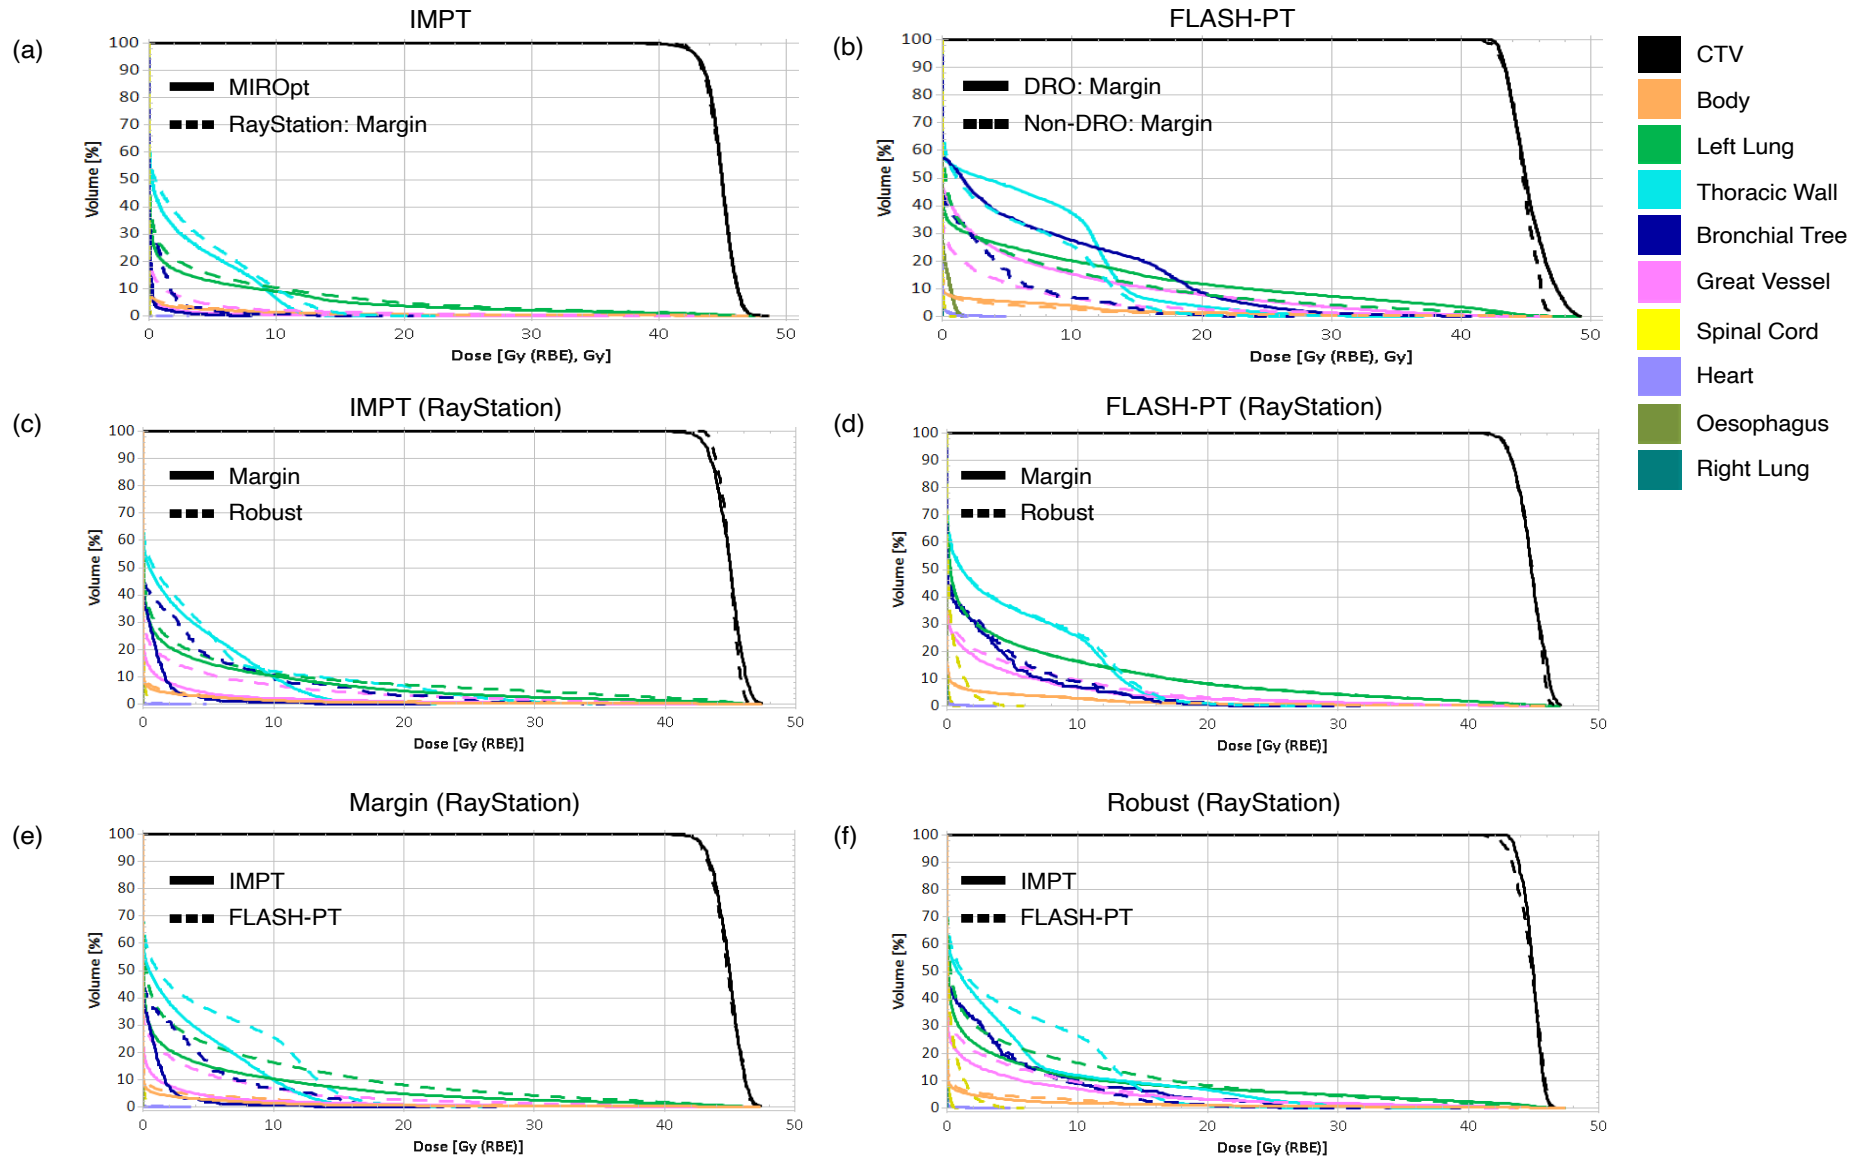 IMPT
FLASH-PT
(a)
(b)
100
90
80
70
60
50
40
30
20
10
0
Volume [%]
MIROpt
RayStation: Margin
0
10
20
30
40
50
Dose [Gy (RBE), Gy]
100
90
80
70
60
50
40
30
20
10
0
Volume [%]
DRO: Margin
Non-DRO: Margin
0
10
20
30
40
50
Dose [Gy (RBE), Gy]
CTV
Body
Left Lung
Thoracic Wall
Bronchial Tree
Great Vessel
Spinal Cord
Heart
Oesophagus
Right Lung
(c)
IMPT (RayStation)
100
90
80
70
60
50
40
30
20
10
0
Volume [%]
Margin
Robust
0
10
20
30
40
50
Dose [Gy (RBE)]
(d)
FLASH-PT (RayStation)
100
90
80
70
60
50
40
30
20
10
0
Volume [%]
Margin
Robust
0
10
20
30
40
50
Dose [Gy (RBE)]
(e)
Margin (RayStation)
100
90
80
70
60
50
40
30
20
10
0
Volume [%]
IMPT
FLASH-PT
0
10
20
30
40
50
Dose [Gy (RBE)]
(f)
Robust (RayStation)
100
90
80
70
60
50
40
30
20
10
0
Volume [%]
IMPT
FLASH-PT
0
10
20
30
40
50
Dose [Gy (RBE)]